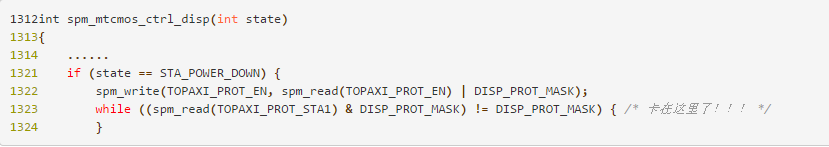 1312int spm_mtcmos_ctrl_disp(int state)
1313{
1314    ......
1321    if (state == STA_POWER_DOWN) {
1322        spm_write(TOPAXI_PROT_EN, spm_read(TOPAXI_PROT_EN) | DISP_PROT_MASK);
1323        while ((spm_read(TOPAXI_PROT_STA1) & DISP_PROT_MASK) != DISP_PROT_MASK) { /* 卡在这里了！！！ */
1324        }